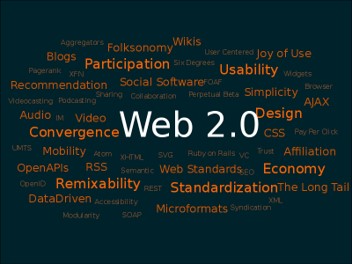 Aggregators Folksonomy Wikis
Blogs Participation Six Degrees User Centered Joy of Use
Pagerank XFN Usability Widgets
Recommendation Social Software FOAF Browser
Videocasting Podcasting Sharing Collaboration Perpetual Beta Simplicity AJAX
Audio IM Video Web 2.0 Design
Convergence CSS Pay Per Click
UMTS Mobility Atom XHTML SVG Ruby on Rails VC Trust Affiliation
OpenAPIs RSS Semantic Web Standards SEO Economy
OpenID Remixability REST Standardization The Long Tail
DataDriven Accessibility XML
Modularity SOAP Microformats Syndication